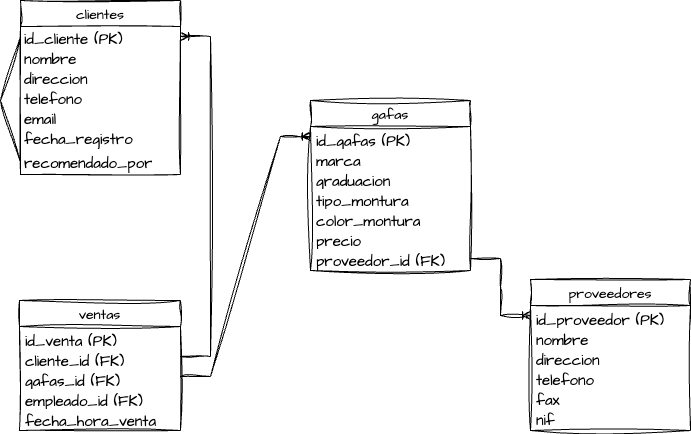 clientes
id_cliente (PK)
nombre
direccion
telefono
email
fecha_registro
recomendado_por
gafas
id_gafas (PK)
marca
graduacion
tipo_montura
color_montura
precio
proveedor_id (FK)
proveedores
id_proveedor (PK)
nombre
direccion
telefono
fax
nif
ventas
id_venta (PK)
cliente_id (FK)
gafas_id (FK)
empleado_id (FK)
fecha_hora_venta